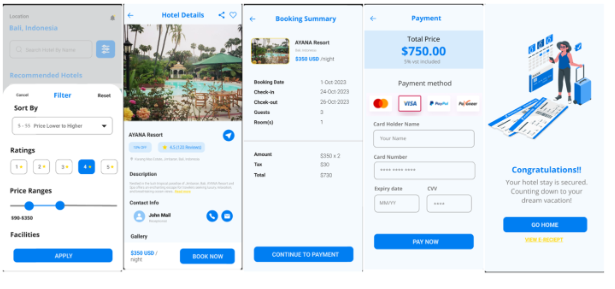 Location
Bali, Indonesia
Search Hotel by Name
Recommended Hotels
Cancel
Filter
Reset
Sort By
Price Lower to Higher
Ratings
1
2
3
4
5
Price Ranges
$90-$350
Facilities
APPLY
Hotel Details
AYANA Resort
Description
Contact Info
John Mall
Gallery
$350 USD /
night
BOOK NOW
Booking Summary
AYANA Resort
Bali, Indonesia
$350 USD /night
Booking Date
1 Oct 2023
Check-in
24-Oct-2023
Check-out
26-Oct-2023
Guests
2
Room(s)
1
Amount
$350 x 2
Tax
$30
Total
$730
CONTINUE TO PAYMENT
Payment
Total Price
$750.00
5% vat included.
Payment method
VISA
PayPal
Payoneer
Card Holder Name
Your Name
Card Number
**** **** **** ****
Expiry date
CVV
MM/YY
****
PAY NOW
Congratulations!!
Your hotel stay is secured.
Counting down to your
dream vacation!
GO HOME
VIEW E RECEIPT